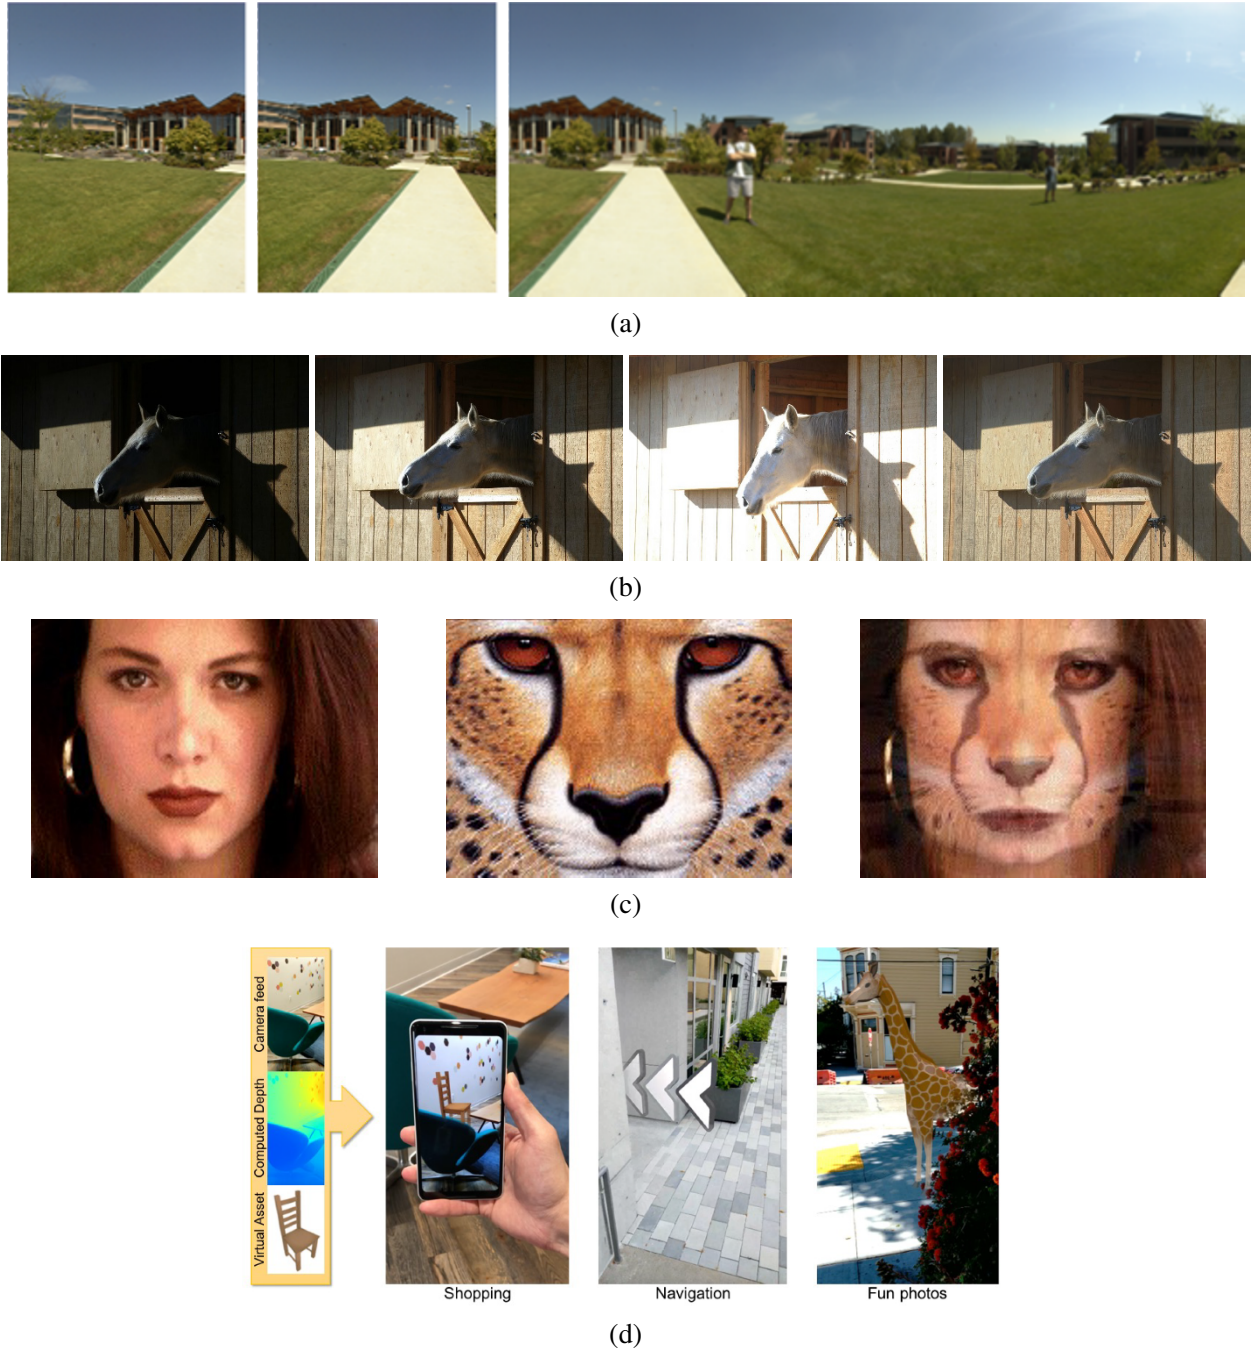 (a)
(b)
(c)
Camera feed
Computed Depth
Virtual Asset
Shopping
Navigation
Fun photos
(d)